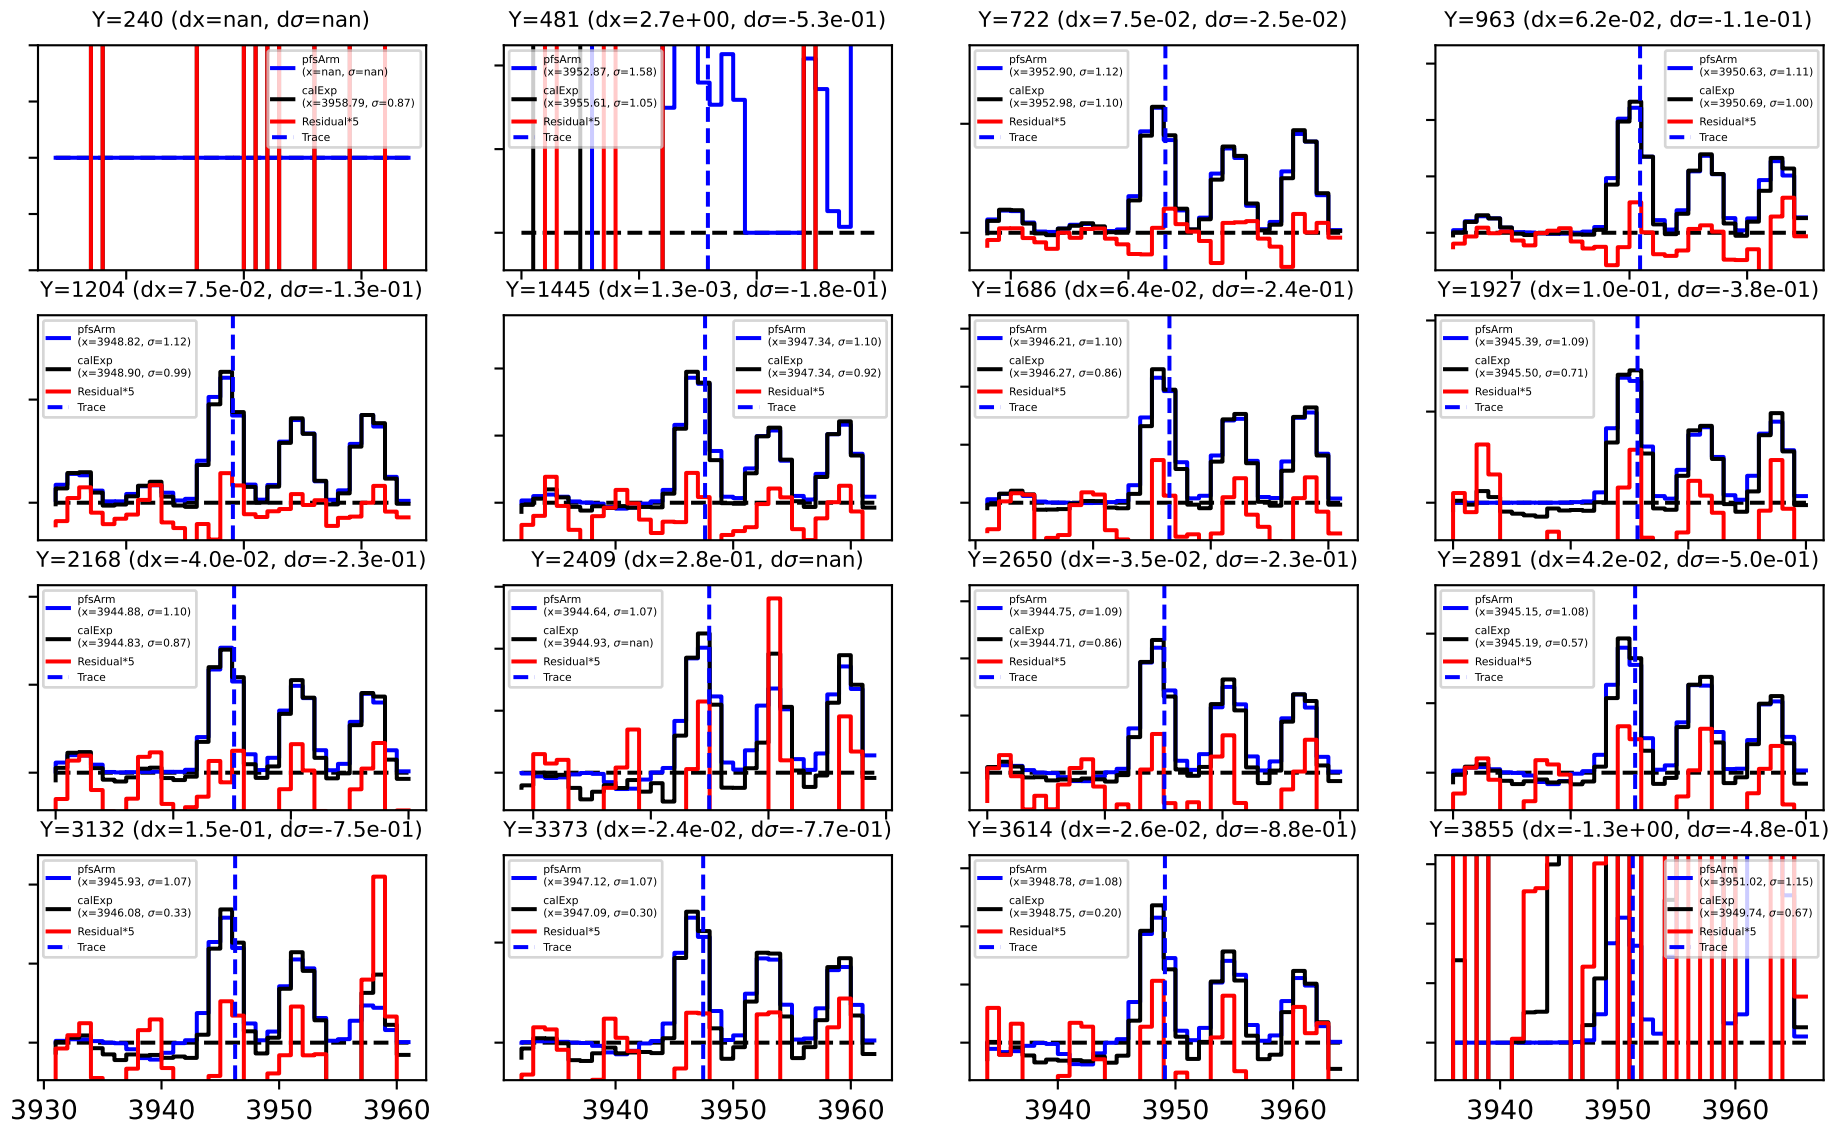 Y=240 (dx=nan, dσ=nan)
pfsArm
(x=nan, σ=nan)
calExp
(x=3958.79, σ=0.87)
Residual*5
Trace
Y=481 (dx=2.7e+00, dσ=-5.3e-01)
pfsArm
(x=3952.87, σ=1.58)
calExp
(x=3955.61, σ=1.05)
Residual*5
Trace
Y=722 (dx=7.5e-02, dσ=-2.5e-02)
pfsArm
(x=3952.90, σ=1.12)
calExp
(x=3952.98, σ=1.10)
Residual*5
Trace
Y=963 (dx=6.2e-02, dσ=-1.1e-01)
pfsArm
(x=3950.63, σ=1.11)
calExp
(x=3950.69, σ=1.00)
Residual*5
Trace
Y=1204 (dx=7.5e-02, dσ=-1.3e-01)
pfsArm
(x=3948.82, σ=1.12)
calExp
(x=3948.90, σ=0.99)
Residual*5
Trace
Y=1445 (dx=1.3e-03, dσ=-1.8e-01)
pfsArm
(x=3947.34, σ=1.10)
calExp
(x=3947.34, σ=0.92)
Residual*5
Trace
Y=1686 (dx=6.4e-02, dσ=-2.4e-01)
pfsArm
(x=3946.21, σ=1.10)
calExp
(x=3946.27, σ=0.86)
Residual*5
Trace
Y=1927 (dx=1.0e-01, dσ=-3.8e-01)
pfsArm
(x=3945.39, σ=1.09)
calExp
(x=3945.50, σ=0.71)
Residual*5
Trace
Y=2168 (dx=-4.0e-02, dσ=-2.3e-01)
pfsArm
(x=3944.88, σ=1.10)
calExp
(x=3944.83, σ=0.87)
Residual*5
Trace
Y=2409 (dx=2.8e-01, dσ=nan)
pfsArm
(x=3944.64, σ=1.07)
calExp
(x=3944.93, σ=nan)
Residual*5
Trace
Y=2650 (dx=-3.5e-02, dσ=-2.3e-01)
pfsArm
(x=3944.75, σ=1.09)
calExp
(x=3944.71, σ=0.86)
Residual*5
Trace
Y=2891 (dx=4.2e-02, dσ=-5.0e-01)
pfsArm
(x=3945.15, σ=1.08)
calExp
(x=3945.19, σ=0.57)
Residual*5
Trace
Y=3132 (dx=1.5e-01, dσ=-7.5e-01)
pfsArm
(x=3945.93, σ=1.07)
calExp
(x=3946.08, σ=0.33)
Residual*5
Trace
Y=3373 (dx=-2.4e-02, dσ=-7.7e-01)
pfsArm
(x=3947.12, σ=1.07)
calExp
(x=3947.09, σ=0.30)
Residual*5
Trace
Y=3614 (dx=-2.6e-02, dσ=-8.8e-01)
pfsArm
(x=3948.78, σ=1.08)
calExp
(x=3948.75, σ=0.20)
Residual*5
Trace
Y=3855 (dx=-1.3e+00, dσ=-4.8e-01)
pfsArm
(x=3951.02, σ=1.15)
calExp
(x=3949.74, σ=0.67)
Residual*5
Trace
3930 3940 3950 3960
3940 3950 3960
3940 3950 3960
3940 3950 3960